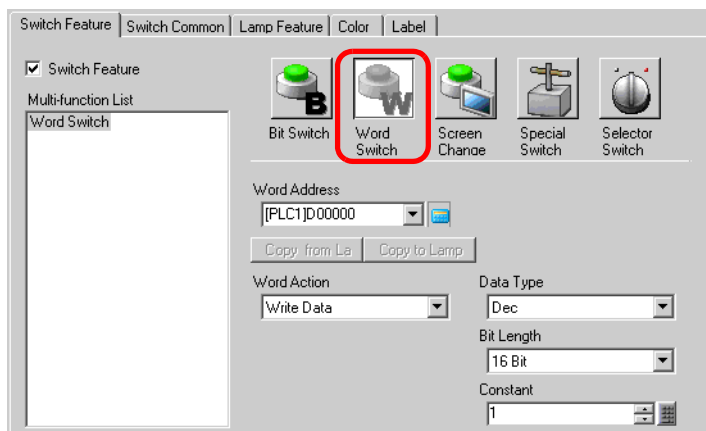 Switch Feature Switch Common Lamp Feature Color Label
Switch Feature
Multi-function List
Word Switch
B
W
Bit Switch
Word
Switch
Screen
Change
Special
Switch
Selector
Switch
Word Address
[PLC1]D00000
Copy from La Copy to Lamp
Word Action
Write Data
Data Type
Dec
Bit Length
16 Bit
Constant
1